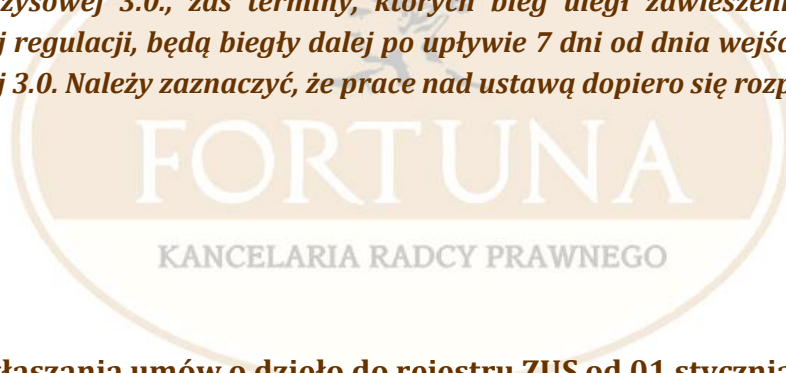 zysowej 3.0., zaś terminy, których bieg uległ zawieszeni
j regulacji, będą biegły dalej po upływie 7 dni od dnia wejśc
j 3.0. Należy zaznaczyć, że prace nad ustawą dopiero się rozp
FORTUNA
KANCELARIA RADCY PRAWNEGO
głaszania umów o dzieło do rejestru ZUS od 01 stycznia